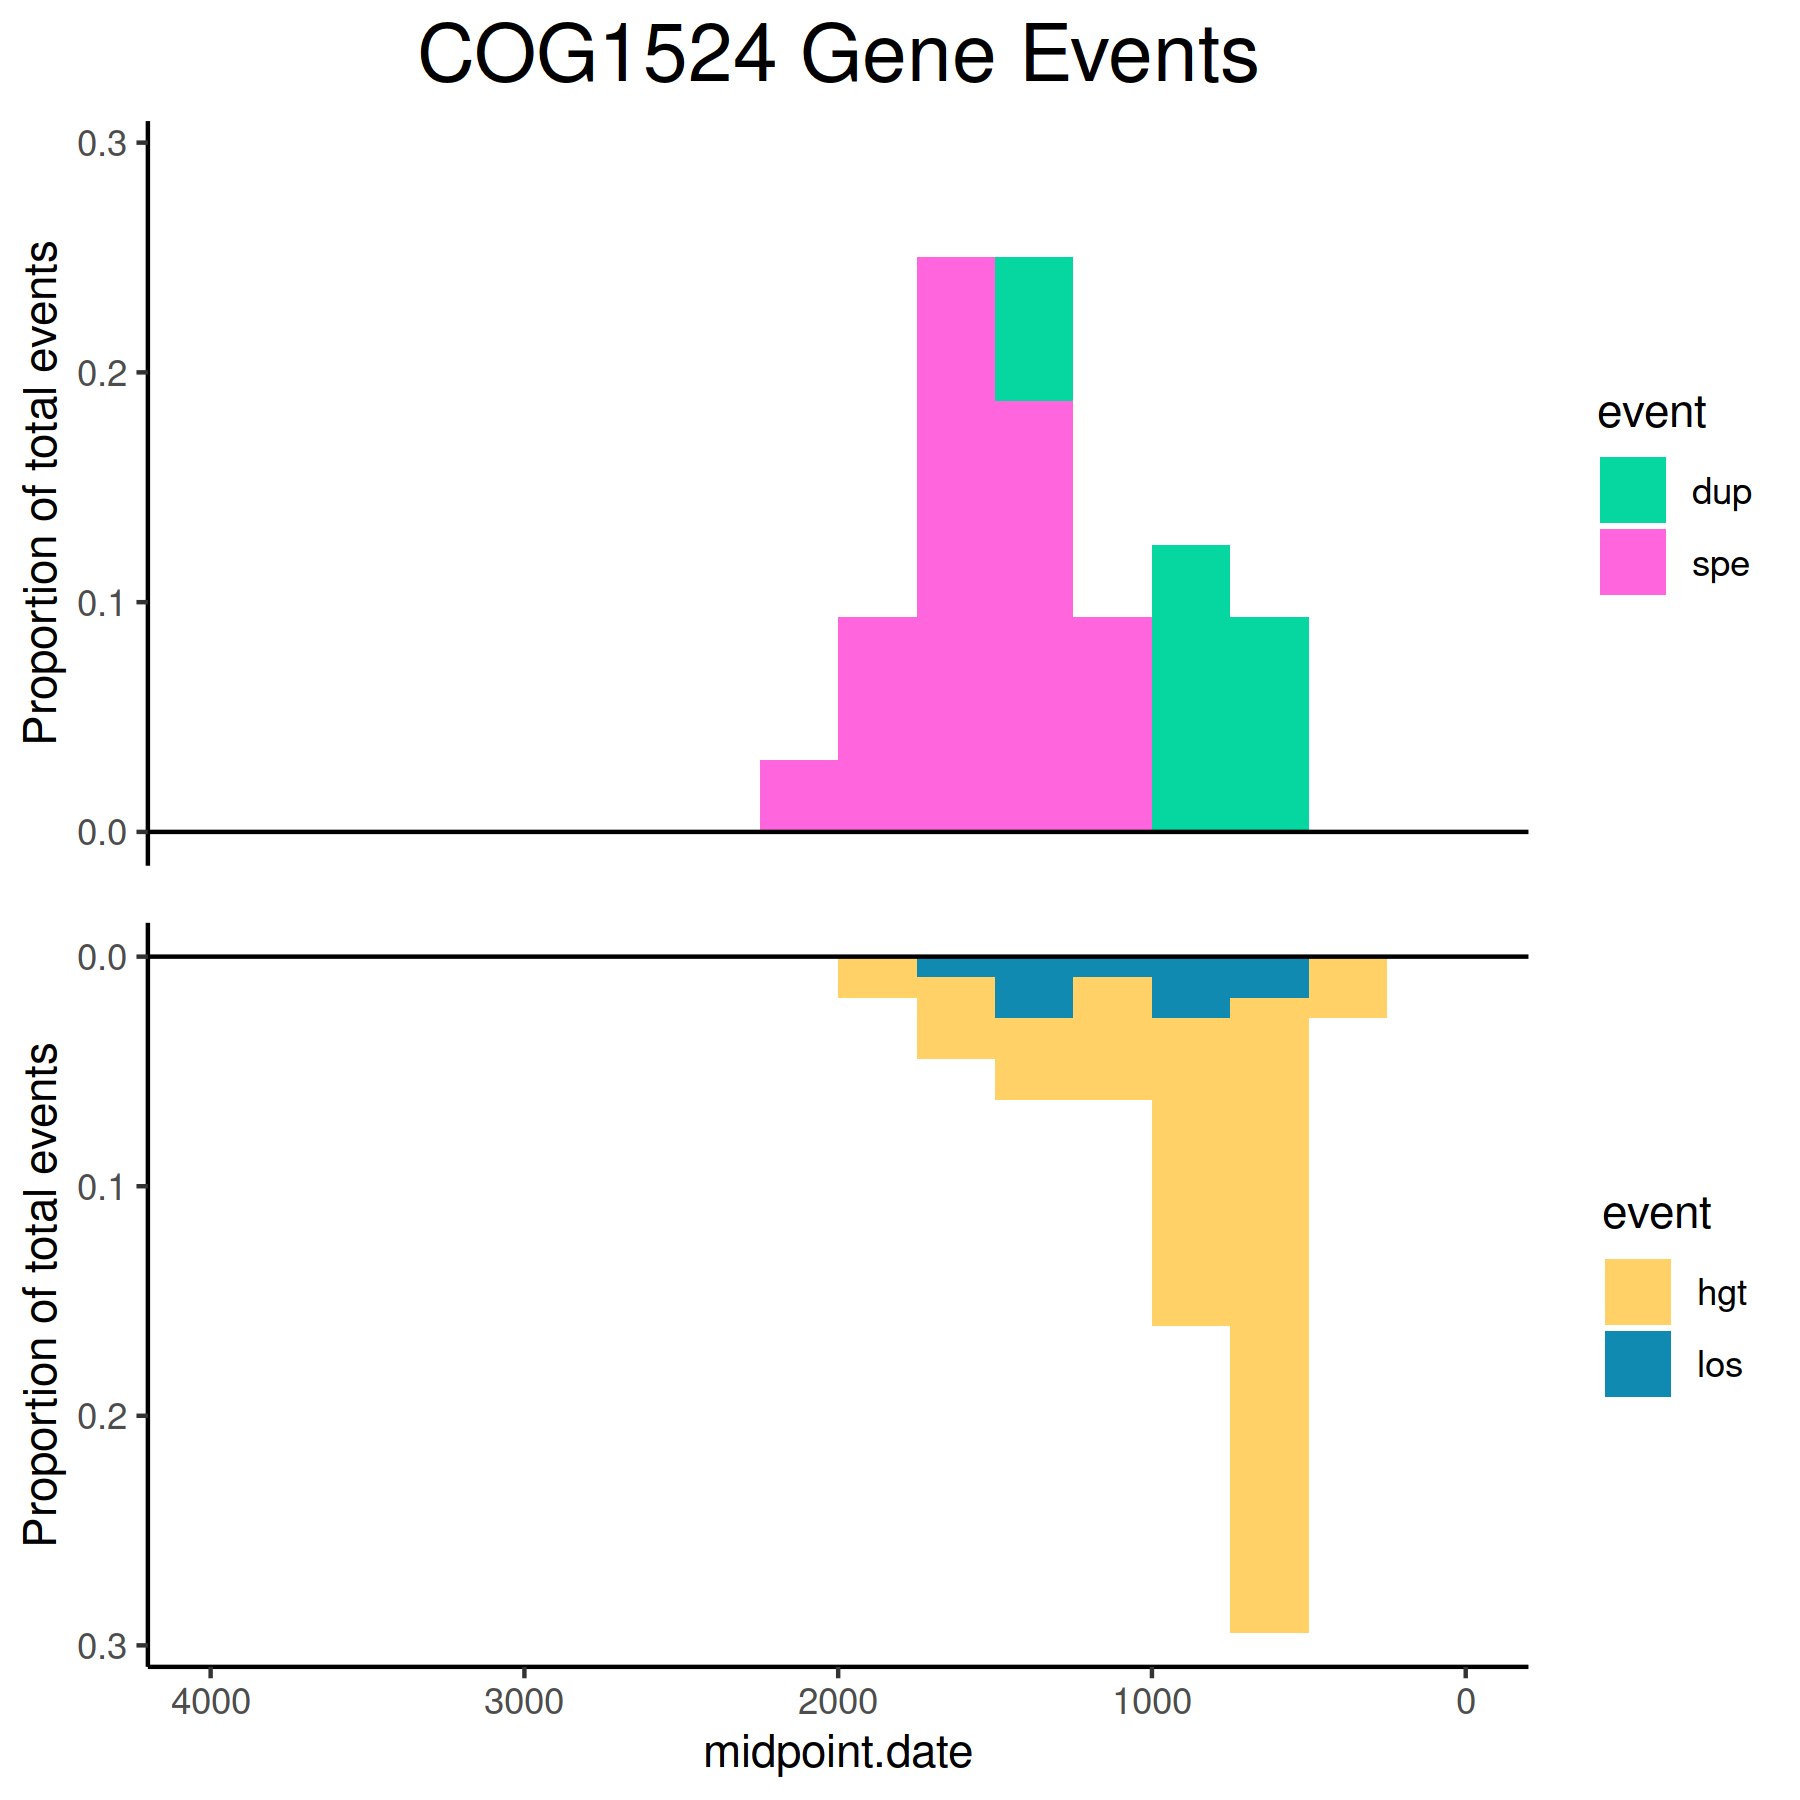 COG1524 Gene Events
0.3
0.2
0.1
0.0
Proportion of total events
event
dup
spe
0.0
0.1
0.2
0.3
Proportion of total events
event
hgt
los
4000 3000 2000 1000 0
midpoint.date